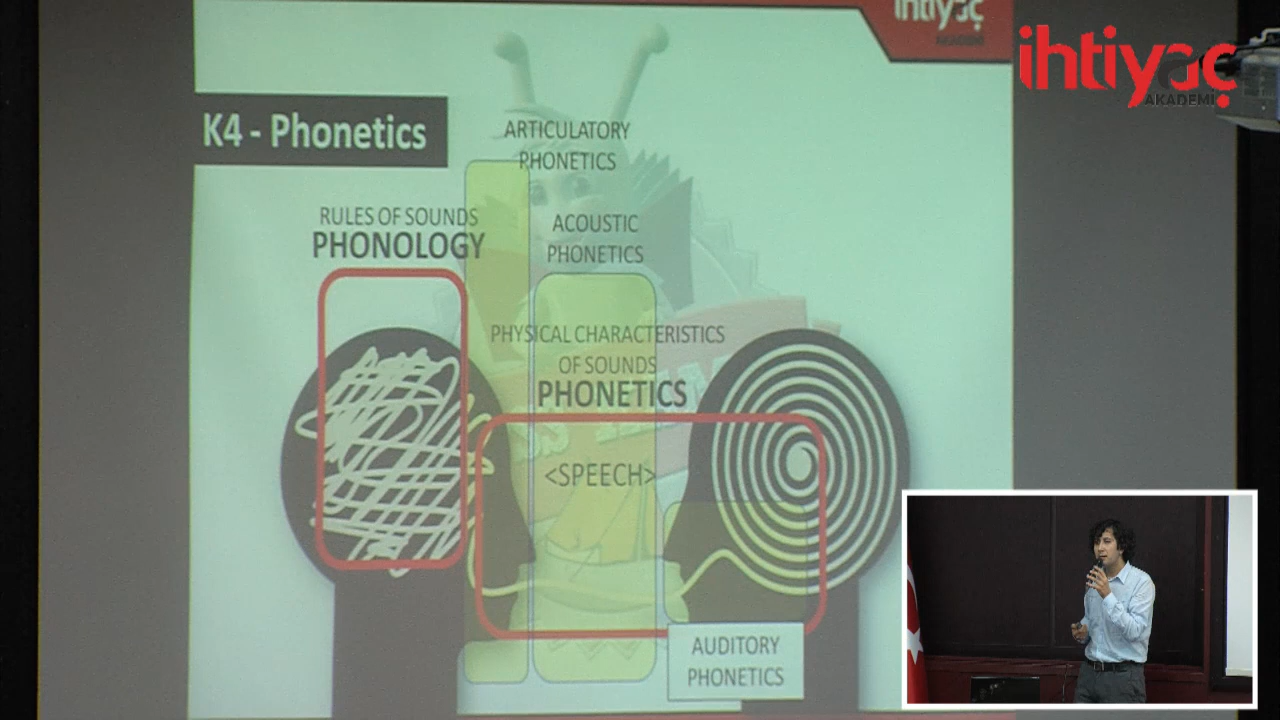 ihtiyaç
AKADEMİ
ihtiyaç
AKADEMİ
K4 - Phonetics
ARTICULATORY
PHONETICS
RULES OF SOUNDS
PHONOLOGY
ACOUSTIC
PHONETICS
PHYSICAL CHARACTERISTICS
OF SOUNDS
PHONETICS
<SPEECH>
AUDITORY
PHONETICS